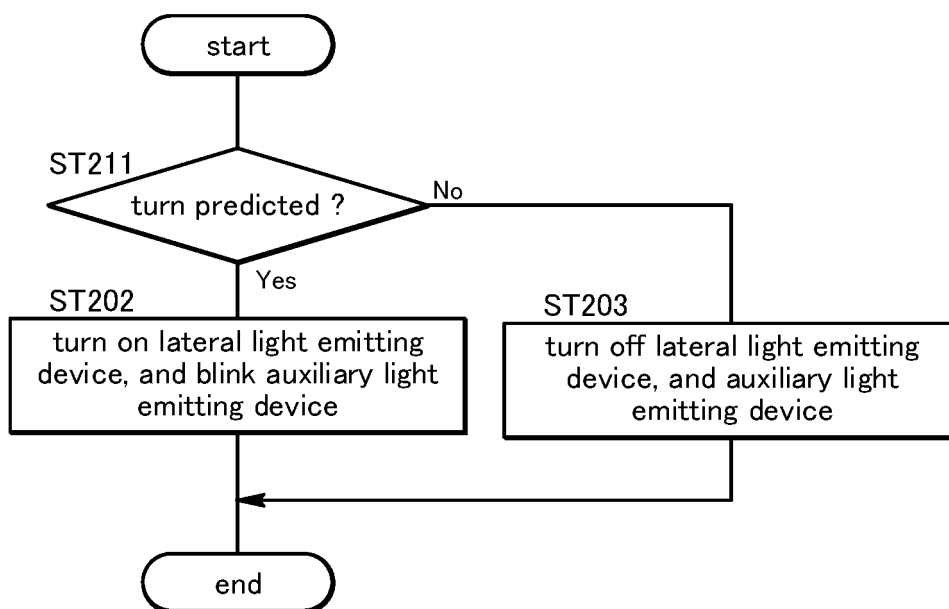 start
ST211
turn predicted ?
No
Yes
ST202
turn on lateral light emitting
device, and blink auxiliary light
emitting device
ST203
turn off lateral light emitting
device, and auxiliary light
emitting device
end